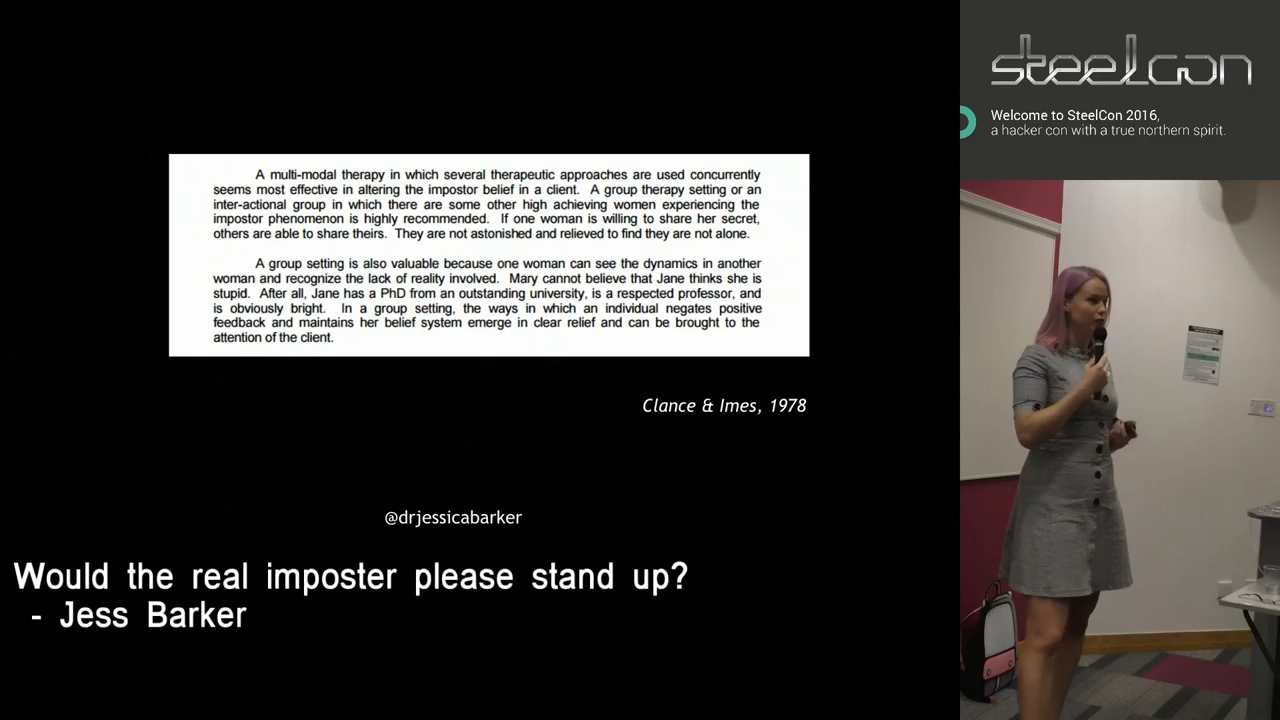 steelcon
Welcome to SteelCon 2016,
a hacker con with a true northern spirit.
A multi-modal therapy in which several therapeutic approaches are used concurrently
seems most effective in altering the impostor belief in a client. A group therapy setting or an
inter-actional group in which there are some other high achieving women experiencing the
impostor phenomenon is highly recommended. If one woman is willing to share her secret,
others are able to share theirs. They are not astonished and relieved to find they are not alone.
A group setting is also valuable because one woman can see the dynamics in another
woman and recognize the lack of reality involved. Mary cannot believe that Jane thinks she is
stupid. After all, Jane has a PhD from an outstanding university, is a respected professor, and
is obviously bright. In a group setting, the ways in which an individual negates positive
feedback and maintains her belief system emerge in clear relief and can be brought to the
attention of the client.
Clance & Imes, 1978
@drjessicabarker
Would the real imposter please stand up?
- Jess Barker